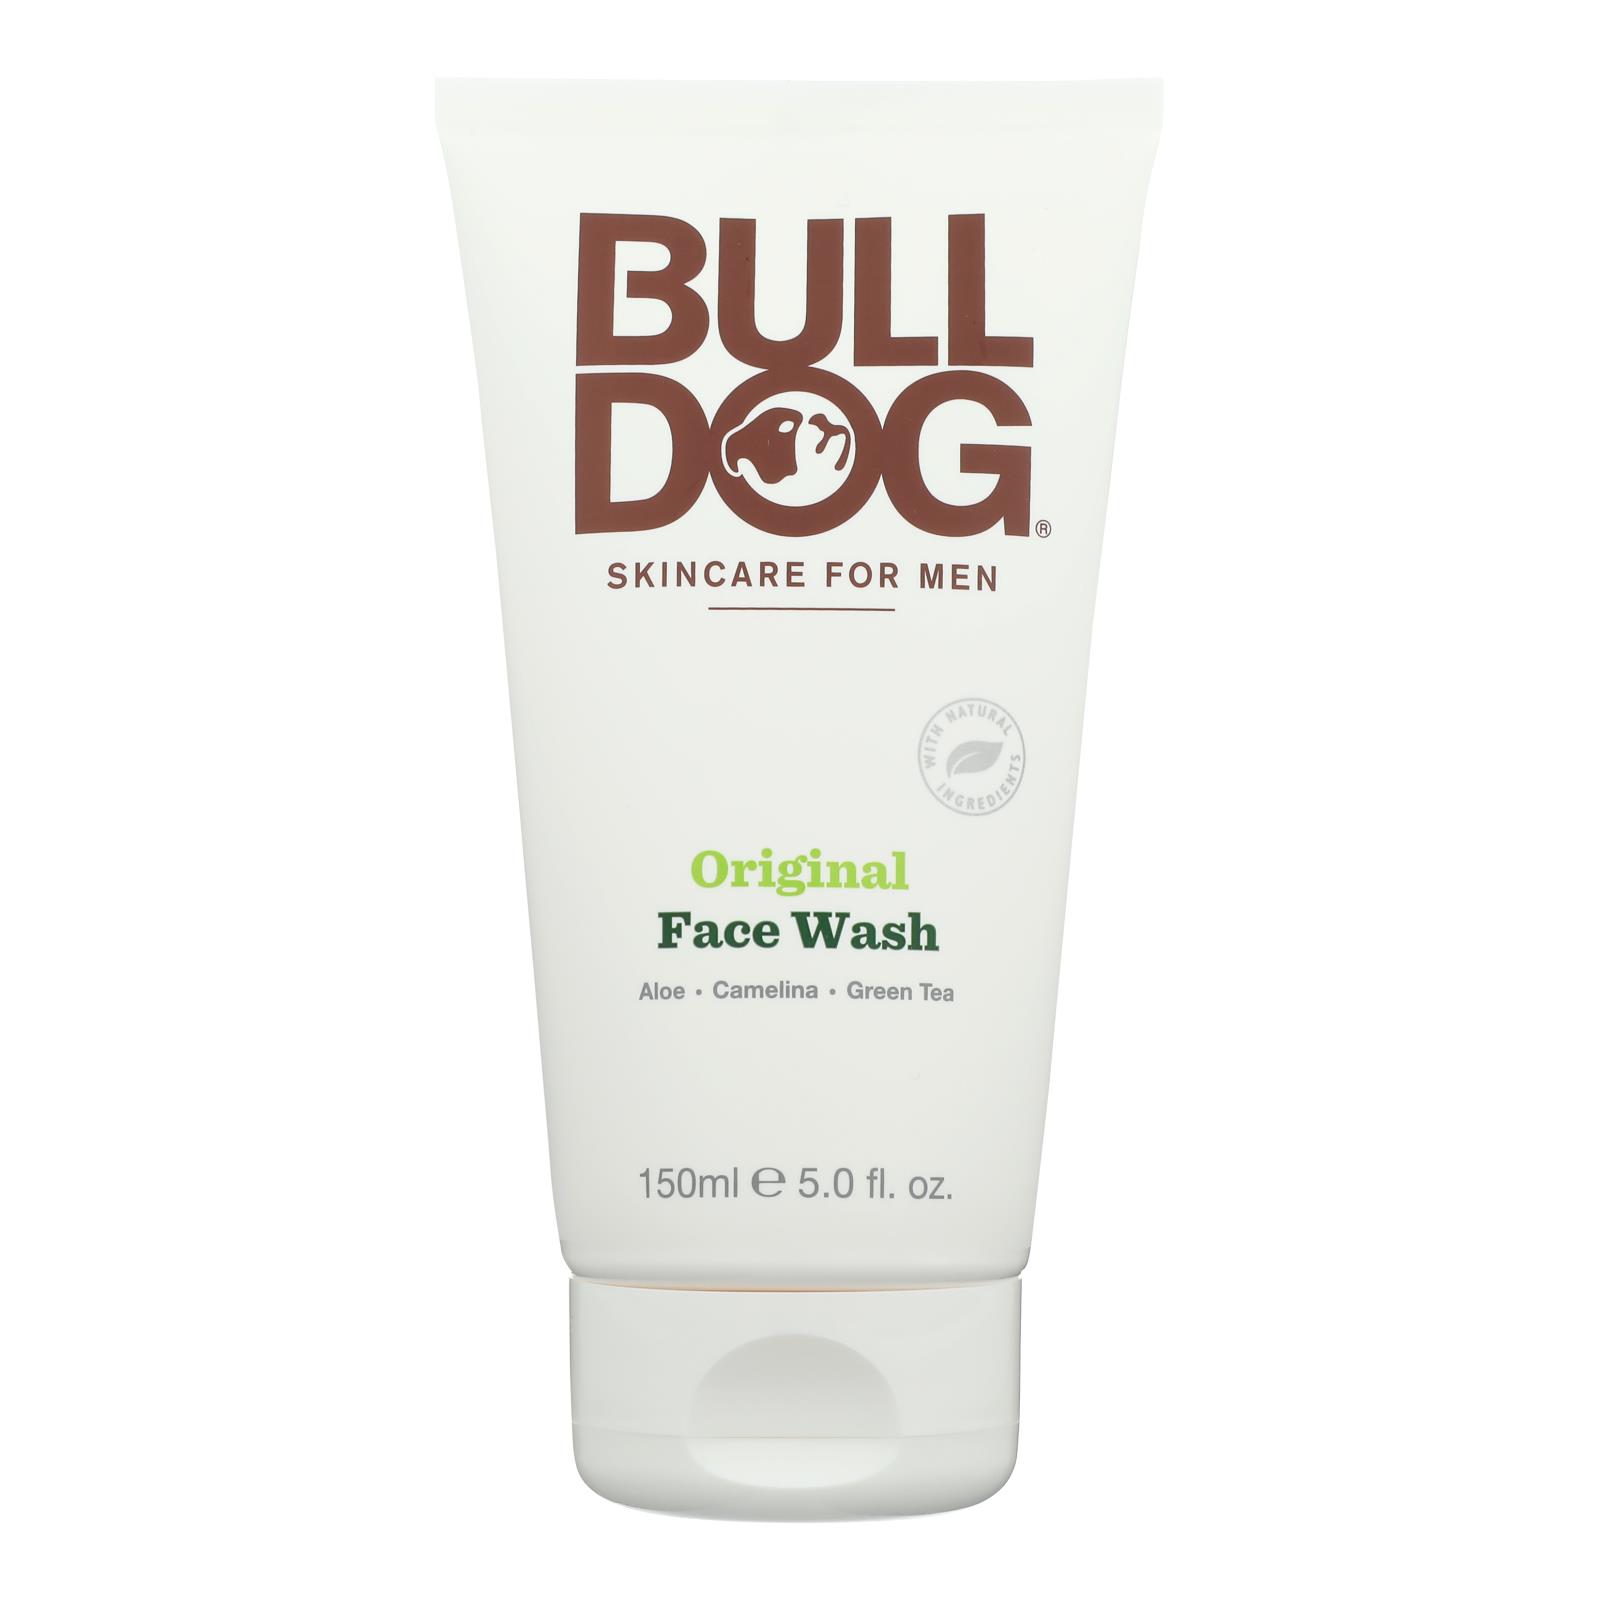 BULL
DOG®
SKINCARE FOR MEN
WITH NATURAL
INGREDIENTS
Original
Face Wash
Aloe • Camelina • Green Tea
150ml ℮ 5.0 fl. oz.